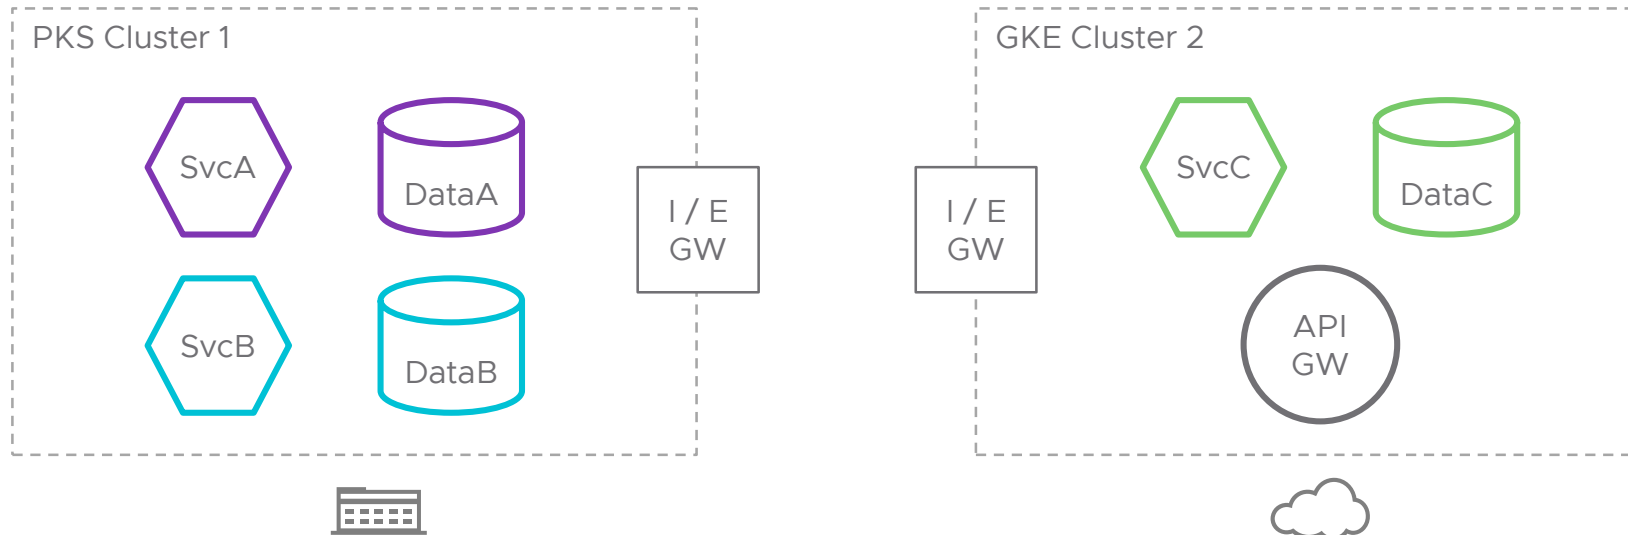 PKS Cluster 1
SvcA
DataA
SvcB
DataB
I / E
GW
I / E
GW
GKE Cluster 2
SvcC
DataC
API
GW